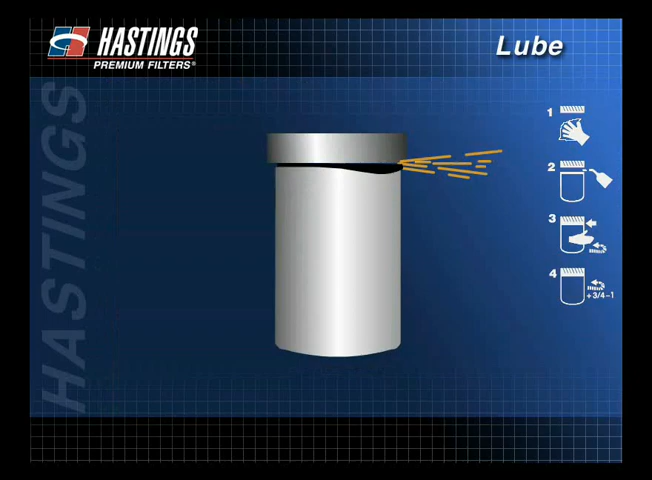 HASTINGS
PREMIUM FILTERS®
Lube
HASTINGS
1
2
3
4
+3/4-1